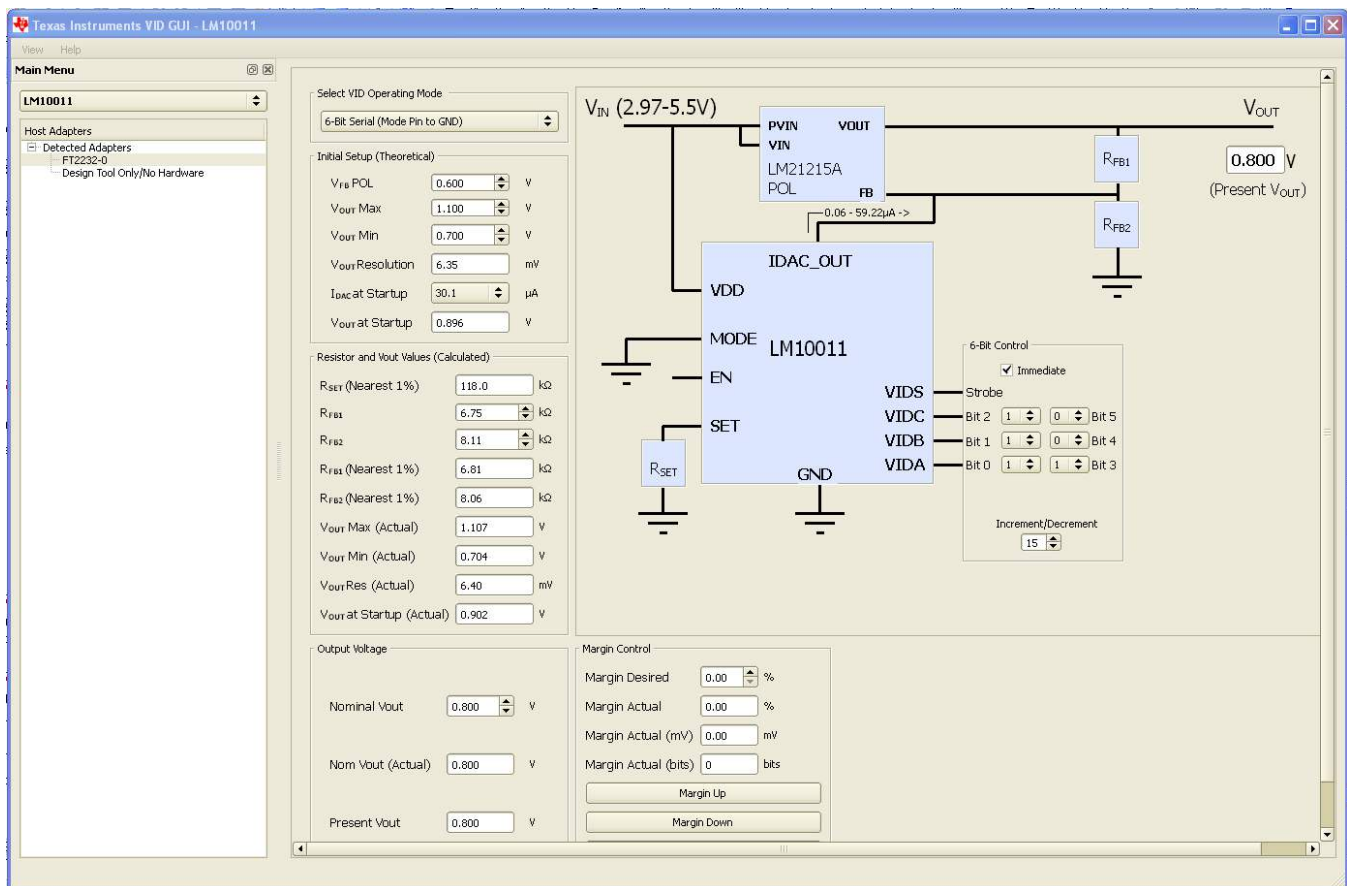 Texas Instruments VID GUI - LM10011
View Help
Main Menu
LM10011
Host Adapters
Detected Adapters
FT2232-0
Design Tool Only/No Hardware
Select VID Operating Mode
6-Bit Serial (Mode Pin to GND)
Initial Setup (Theoretical)
VFB POL 0.600 V
VOUT Max 1.100 V
VOUT Min 0.700 V
VOUT Resolution 6.35 mV
IDAC at Startup 30.1 µA
VOUT at Startup 0.896 V
Resistor and Vout Values (Calculated)
RSET (Nearest 1%) 118.0 kΩ
RFB1 6.75 kΩ
RFB2 8.11 kΩ
RFB1 (Nearest 1%) 6.81 kΩ
RFB2 (Nearest 1%) 8.06 kΩ
VOUT Max (Actual) 1.107 V
VOUT Min (Actual) 0.704 V
VOUT Res (Actual) 6.40 mV
VOUT at Startup (Actual) 0.902 V
VIN (2.97-5.5V)
PVIN VOUT
VIN
LM21215A
POL FB
VOUT
RFB1
0.800 V
(Present VOUT)
RFB2
0.06 - 59.22µA ->
IDAC_OUT
VDD
MODE
LM10011
EN
SET
RSET
GND
VIDS
VIDC
VIDB
VIDA
6-Bit Control
Immediate
Strobe
Bit 2 1 0 Bit 5
Bit 1 1 0 Bit 4
Bit 0 1 1 Bit 3
Increment/Decrement
15
Output Voltage
Nominal Vout 0.800 V
Nom Vout (Actual) 0.800 V
Present Vout 0.800 V
Margin Control
Margin Desired 0.00 %
Margin Actual 0.00 %
Margin Actual (mV) 0.00 mV
Margin Actual (bits) 0 bits
Margin Up
Margin Down